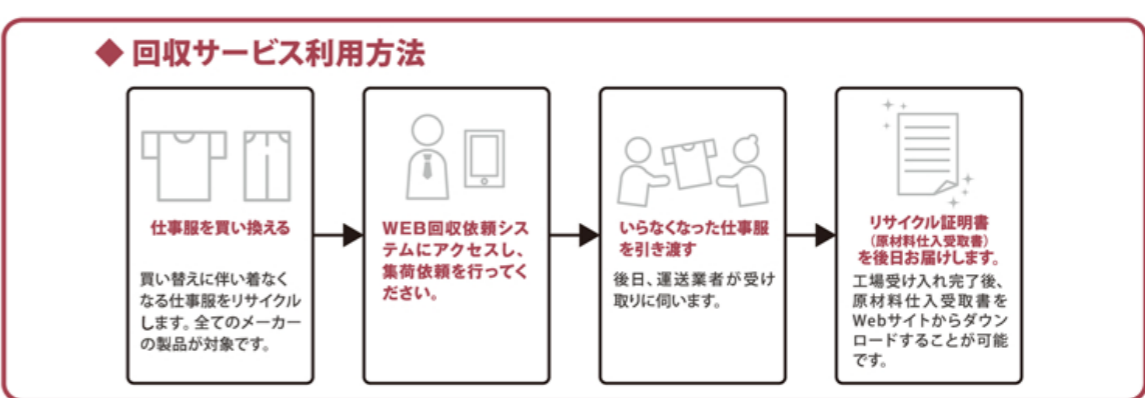 ◆ 回収サービス利用方法
仕事服を買い換える
買い替えに伴い着なく
なる仕事服をリサイクル
します。全てのメーカー
の製品が対象です。
WEB回収依頼シス
テムにアクセスし、
集荷依頼を行ってく
ださい。
いらなくなった仕事服
を引き渡す
後日、運送業者が受け
取りに伺います。
リサイクル証明書
(原材料仕入受取書)
を後日お届けします。
工場受け入れ完了後、
原材料仕入受取書を
Webサイトからダウン
ロードすることが可能
です。